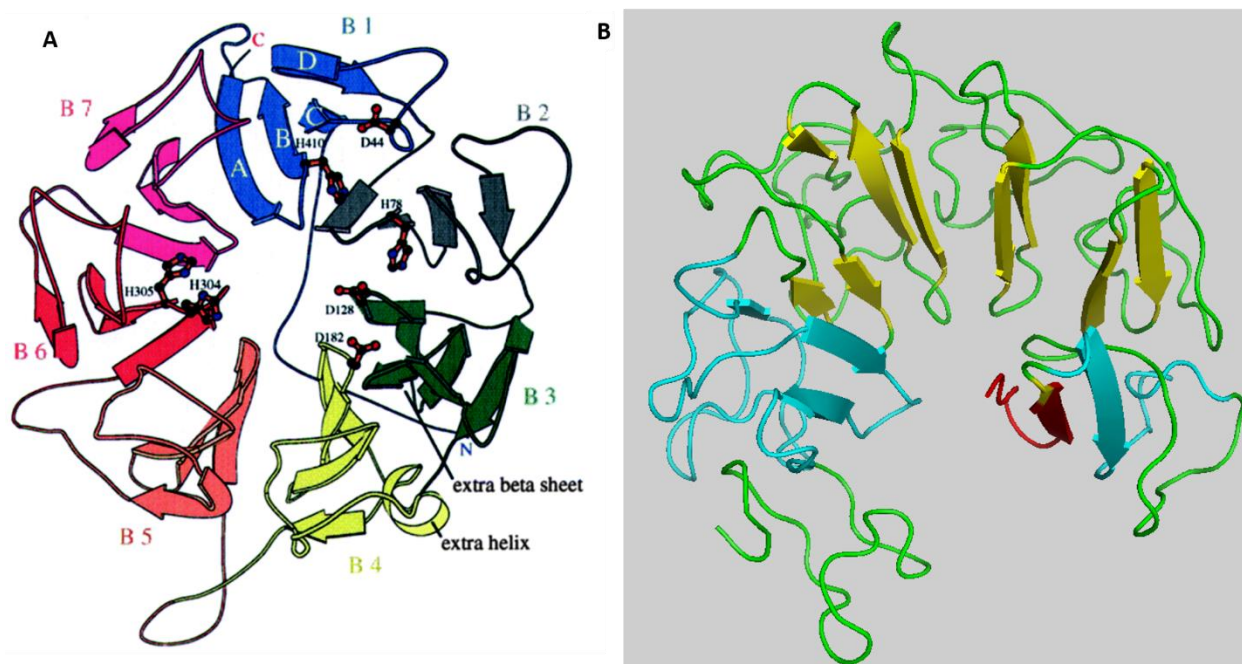 A
B
B 1
C
D
B 7
B 2
C
B
H410
D44
A
H78
H305
H304
D128
D182
B 6
B 3
N
extra beta sheet
B 5
extra helix
B 4